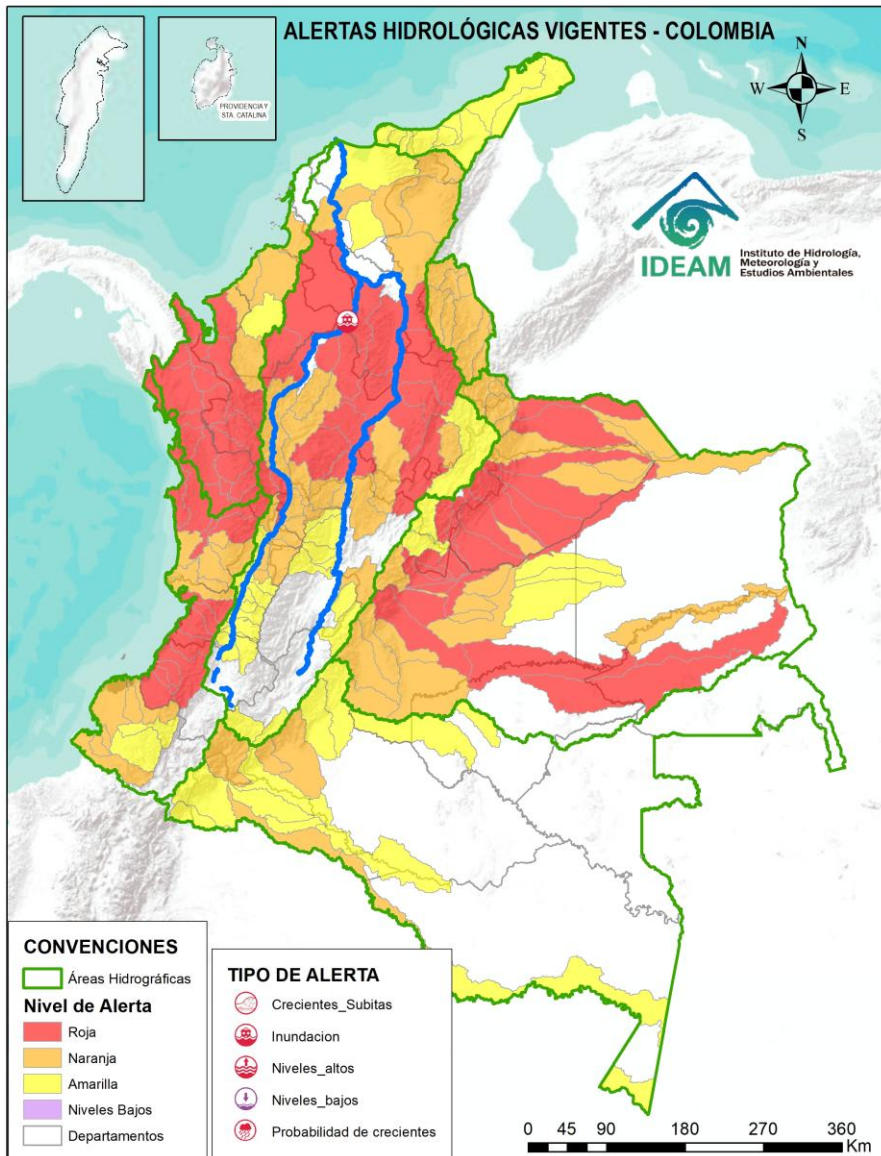 ALERTAS HIDROLÓGICAS VIGENTES - COLOMBIA
PROVIDENCIA Y
STA. CATALINA
N
W
E
S
IDEAM
Instituto de Hidrología,
Meteorología y
Estudios Ambientales
CONVENCIONES
Áreas Hidrográficas
Nivel de Alerta
Roja
Naranja
Amarilla
Niveles Bajos
Departamentos
TIPO DE ALERTA
Crecientes_Subitas
Inundacion
Niveles_altos
Niveles_bajos
Probabilidad de crecientes
0 45 90 180 270 360
Km